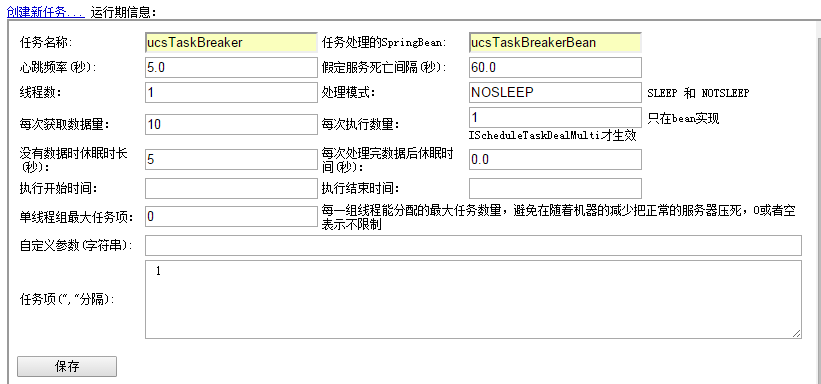 创建新任务... 运行期信息:
任务名称: ucsTaskBreaker 任务处理的SpringBean: ucsTaskBreakerBean
心跳频率(秒): 5.0 假定服务死亡间隔(秒): 60.0
线程数: 1 处理模式: NOSLEEP SLEEP 和 NOTSLEEP
每次获取数据量: 10 每次执行数量: 1 只在bean实现
IScheduleTaskDealMulti才生效
没有数据时休眠时长(秒): 5 每次处理完数据后休眠时间(秒): 0.0
执行开始时间: 执行结束时间:
单线程组最大任务项: 0 每一组线程能分配的最大任务数量,避免在随着机器的减少把正常的服务器压死,0或者空
表示不限制
自定义参数(字符串):
任务项(","分隔): 1
保存